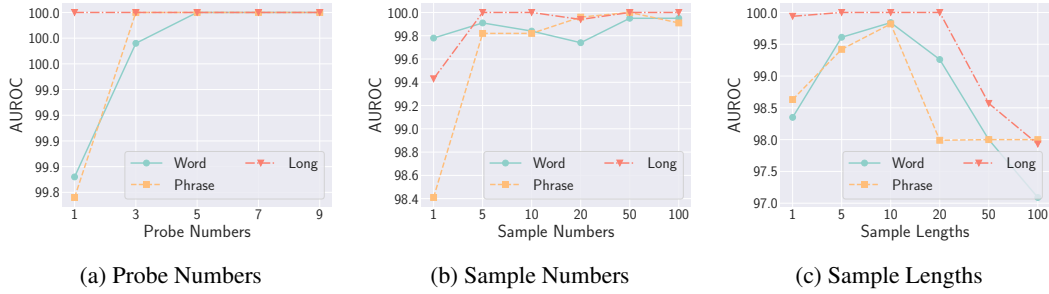 AUROC
100.0
100.0
100.0
99.9
99.9
99.9
99.9
99.8
1 3 5 7 9
Probe Numbers
Word Long
Phrase
(a) Probe Numbers
AUROC
100.0
99.8
99.6
99.4
99.2
99.0
98.8
98.6
98.4
1 5 10 20 50 100
Sample Numbers
Word Long
Phrase
(b) Sample Numbers
AUROC
100.0
99.5
99.0
98.5
98.0
97.5
97.0
1 5 10 20 50 100
Sample Lengths
Word Long
Phrase
(c) Sample Lengths